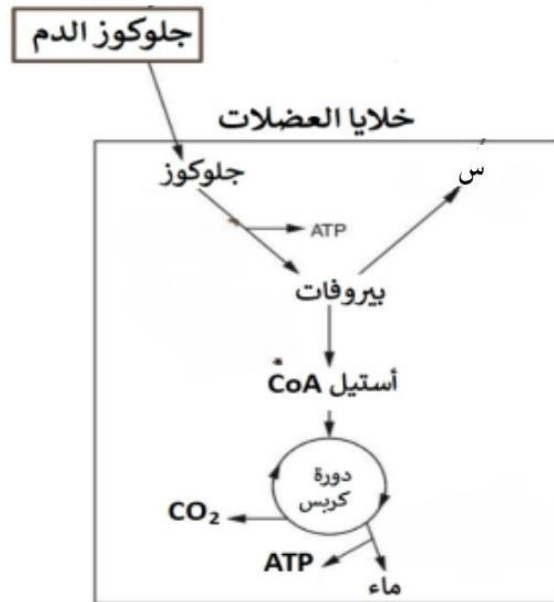 جلوكوز الدم
خلايا العضلات
جلوكوز
س
ATP
بيروفات
أستيل CoA
دورة
كربس
CO₂
ATP
ماء